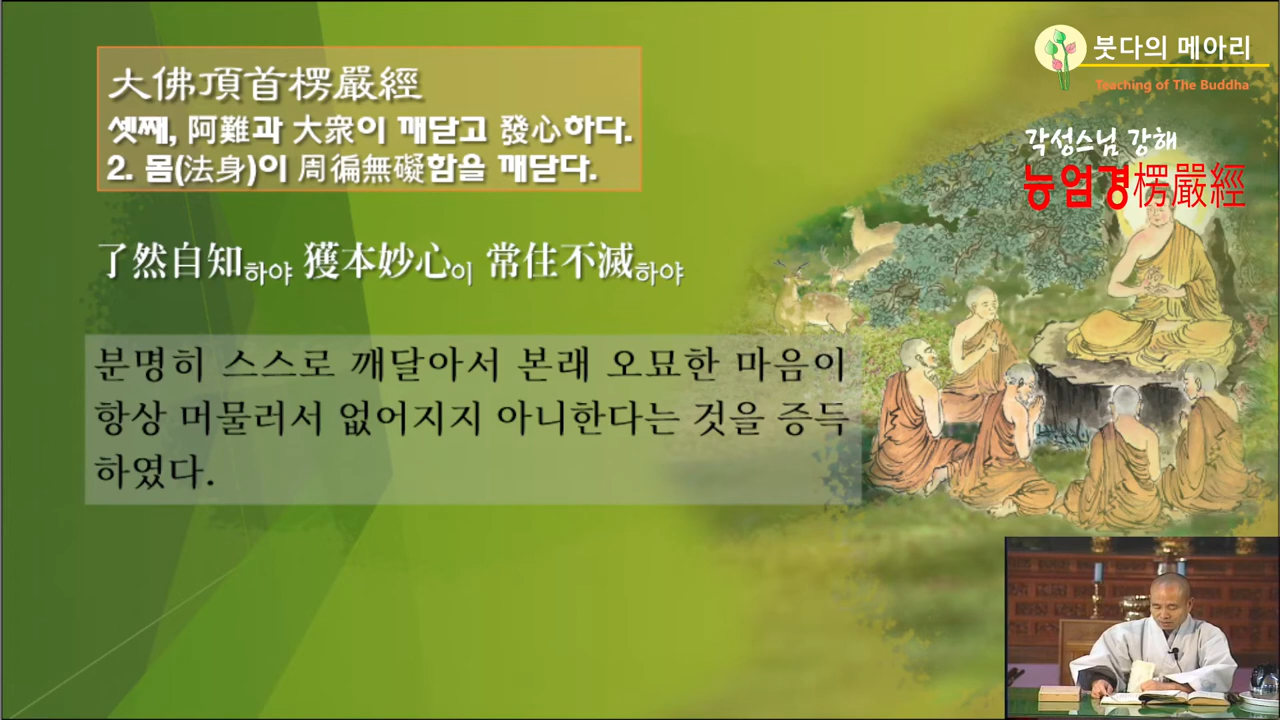 大佛頂首楞嚴經
셋째, 阿難과 大衆이 깨닫고 發心하다.
2. 몸(法身)이 周徧無礙함을 깨닫다.
붓다의 메아리
Teaching of The Buddha
각성스님 강해
능엄경楞嚴經
了然自知하야 獲本妙心이 常住不滅하야
분명히 스스로 깨달아서 본래 오묘한 마음이
항상 머물러서 없어지지 아니한다는 것을 증득
하였다.